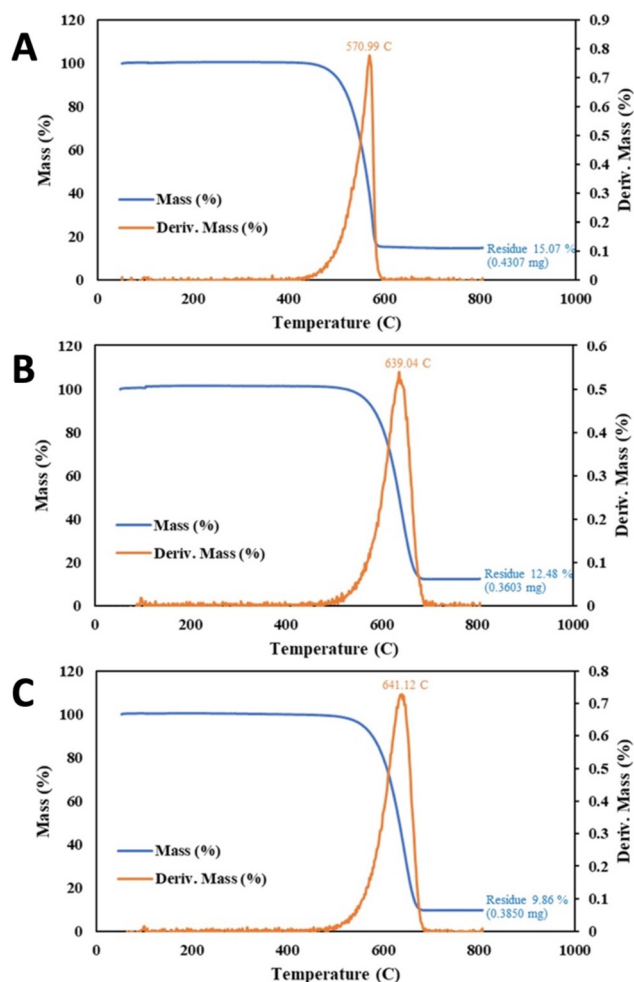 A
570.99 C
120
100
80
60
40
20
0
Mass (%)
Mass (%)
Deriv. Mass (%)
Residue 15.07 %
(0.4307 mg)
0.9
0.8
0.7
0.6
0.5
0.4
0.3
0.2
0.1
0
Deriv. Mass (%)
0 200 400 600 800 1000
Temperature (C)
B
639.04 C
120
100
80
60
40
20
0
Mass (%)
Mass (%)
Deriv. Mass (%)
Residue 12.48 %
(0.3603 mg)
0.6
0.5
0.4
0.3
0.2
0.1
0
Deriv. Mass (%)
0 200 400 600 800 1000
Temperature (C)
C
641.12 C
120
100
80
60
40
20
0
Mass (%)
Mass (%)
Deriv. Mass (%)
Residue 9.86 %
(0.3850 mg)
0.8
0.7
0.6
0.5
0.4
0.3
0.2
0.1
0
Deriv. Mass (%)
0 200 400 600 800 1000
Temperature (C)